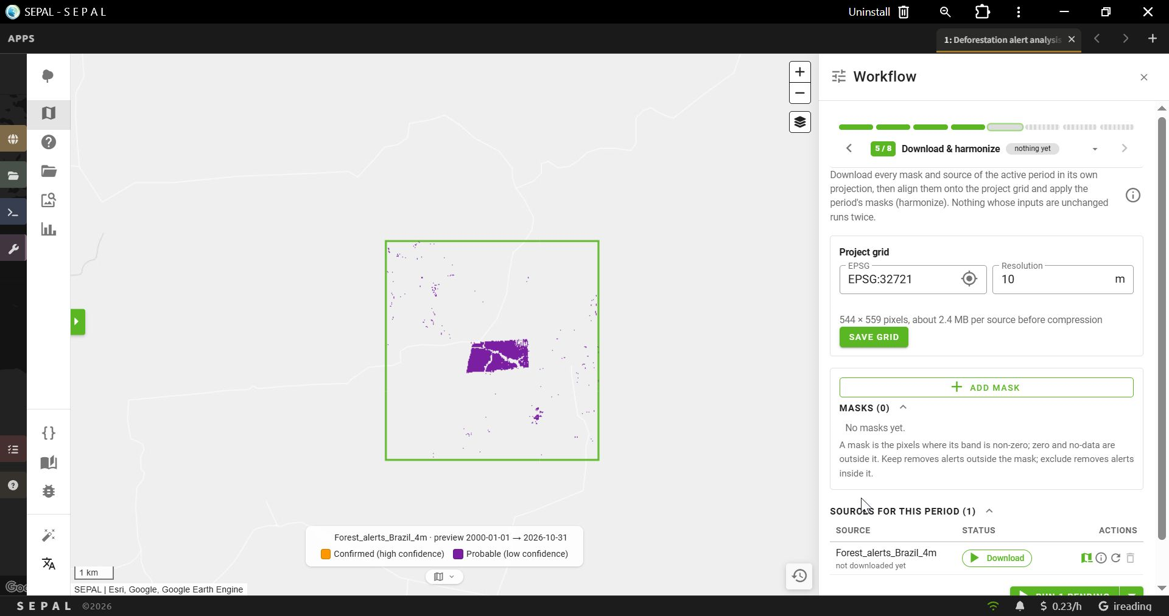 SEPAL - S E P A L
Uninstall
APPS
1: Deforestation alert analysis
Workflow
5 / 8 Download & harmonize nothing yet
Download every mask and source of the active period in its own
projection, then align them onto the project grid and apply the
period's masks (harmonize). Nothing whose inputs are unchanged
runs twice.
Project grid
EPSG
EPSG:32721
Resolution
10 m
544 × 559 pixels, about 2.4 MB per source before compression
SAVE GRID
ADD MASK
MASKS (0)
No masks yet.
A mask is the pixels where its band is non-zero; zero and no-data are
outside it. Keep removes alerts outside the mask; exclude removes alerts
inside it.
SOURCES FOR THIS PERIOD (1)
SOURCE STATUS ACTIONS
Forest_alerts_Brazil_4m
not downloaded yet
Download
RUN 1 PENDING
Forest_alerts_Brazil_4m · preview 2000-01-01 → 2026-10-31
Confirmed (high confidence) Probable (low confidence)
1 km
SEPAL | Esri, Google, Google Earth Engine
S E P A L ©2026
$ 0.23/h
ireading